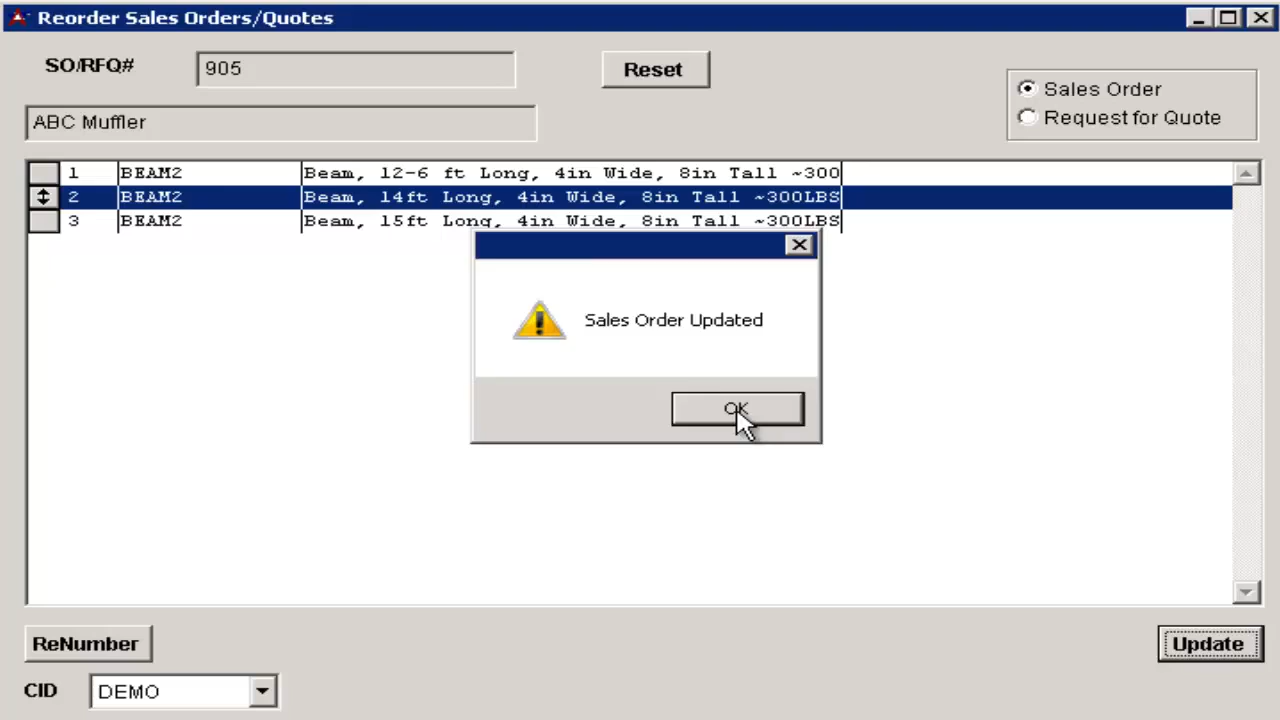 Reorder Sales Orders/Quotes
SO/RFQ# 905 Reset
Sales Order
Request for Quote
ABC Muffler
1 BEAM2 Beam, 12-6 ft Long, 4in Wide, 8in Tall ~300
2 BEAM2 Beam, 14ft Long, 4in Wide, 8in Tall ~300LBS
3 BEAM2 Beam, 15ft Long, 4in Wide, 8in Tall ~300LBS
Sales Order Updated
OK
ReNumber Update
CID DEMO